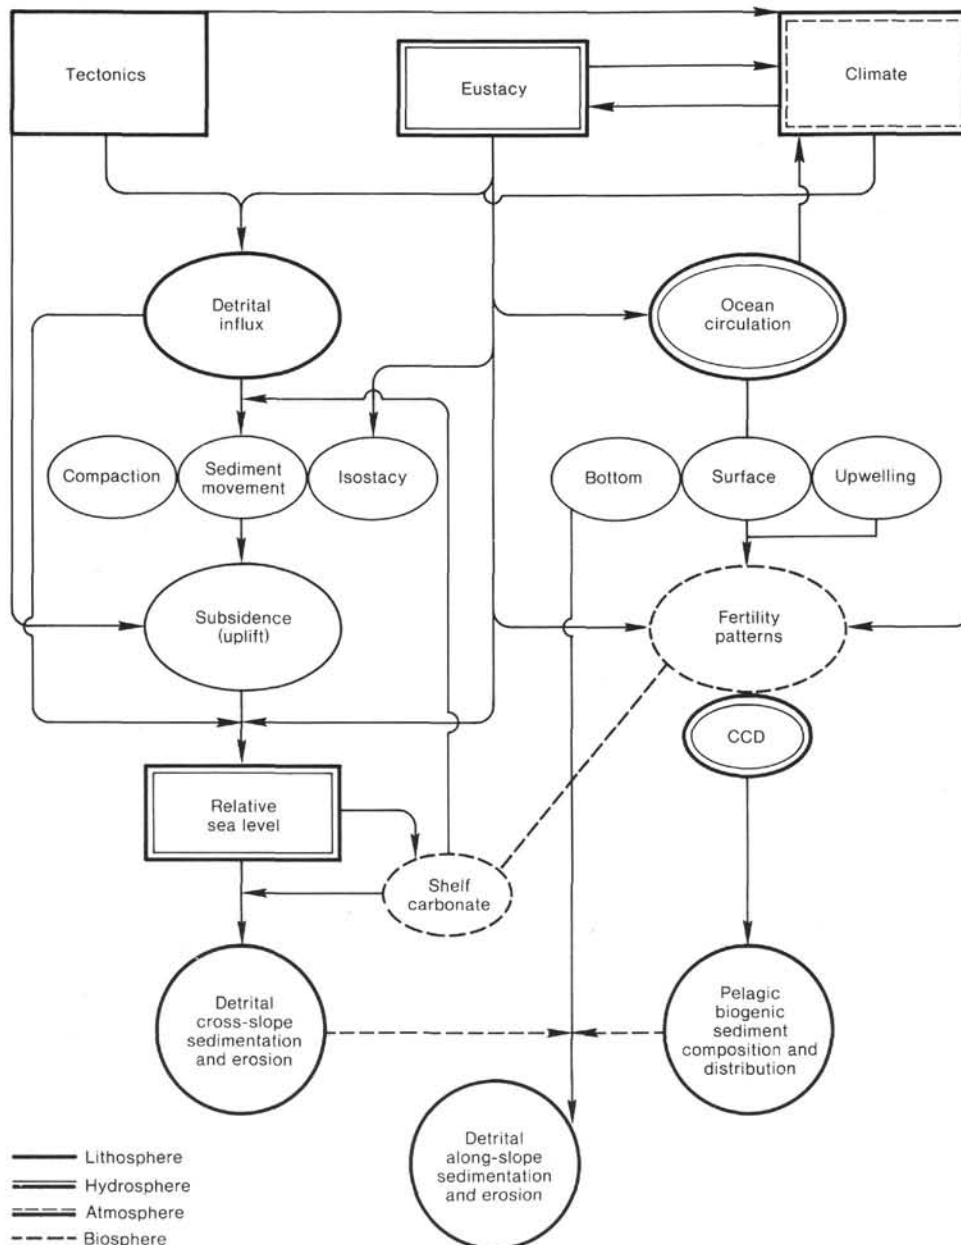 Tectonics
Eustacy
Climate
Detrital
influx
Ocean
circulation
Compaction
Sediment
movement
Isostacy
Bottom
Surface
Upwelling
Subsidence
(uplift)
Fertility
patterns
CCD
Relative
sea level
Shelf
carbonate
Detrital
cross-slope
sedimentation
and erosion
Pelagic
biogenic
sediment
composition and
distribution
Detrital
along-slope
sedimentation
and erosion
Lithosphere
Hydrosphere
Atmosphere
Biosphere